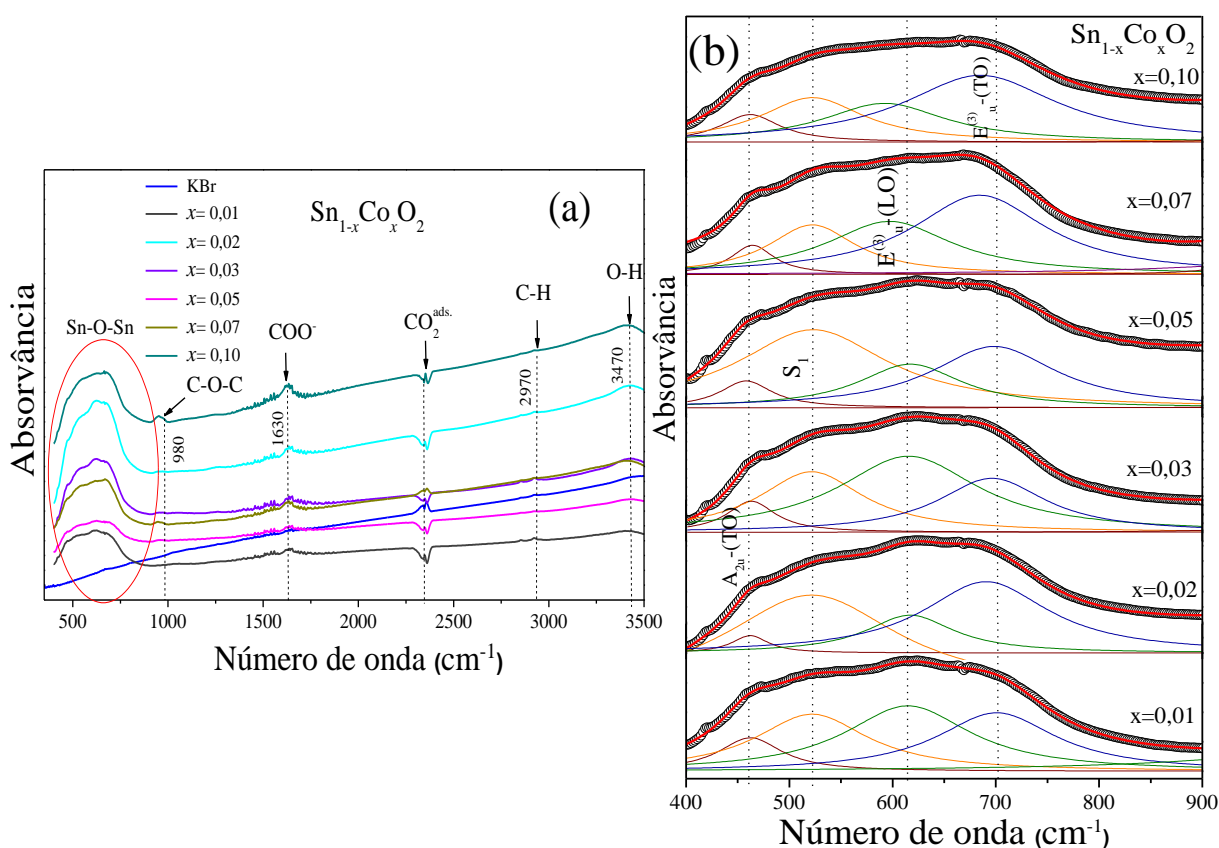 (a)
Sn1-xCoxO2
KBr
x= 0,01
x= 0,02
x= 0,03
x= 0,05
x= 0,07
x= 0,10
Sn-O-Sn
C-O-C
COO-
CO2ads.
C-H
O-H
980
1630
2970
3470
Absorvância
500 1000 1500 2000 2500 3000 3500
Número de onda (cm-1)
(b)
Sn1-xCoxO2
x=0,10
E(3)u-(TO)
x=0,07
E(3)u-(LO)
x=0,05
S1
x=0,03
A2u-(TO)
x=0,02
x=0,01
Absorvância
400 500 600 700 800 900
Número de onda (cm-1)